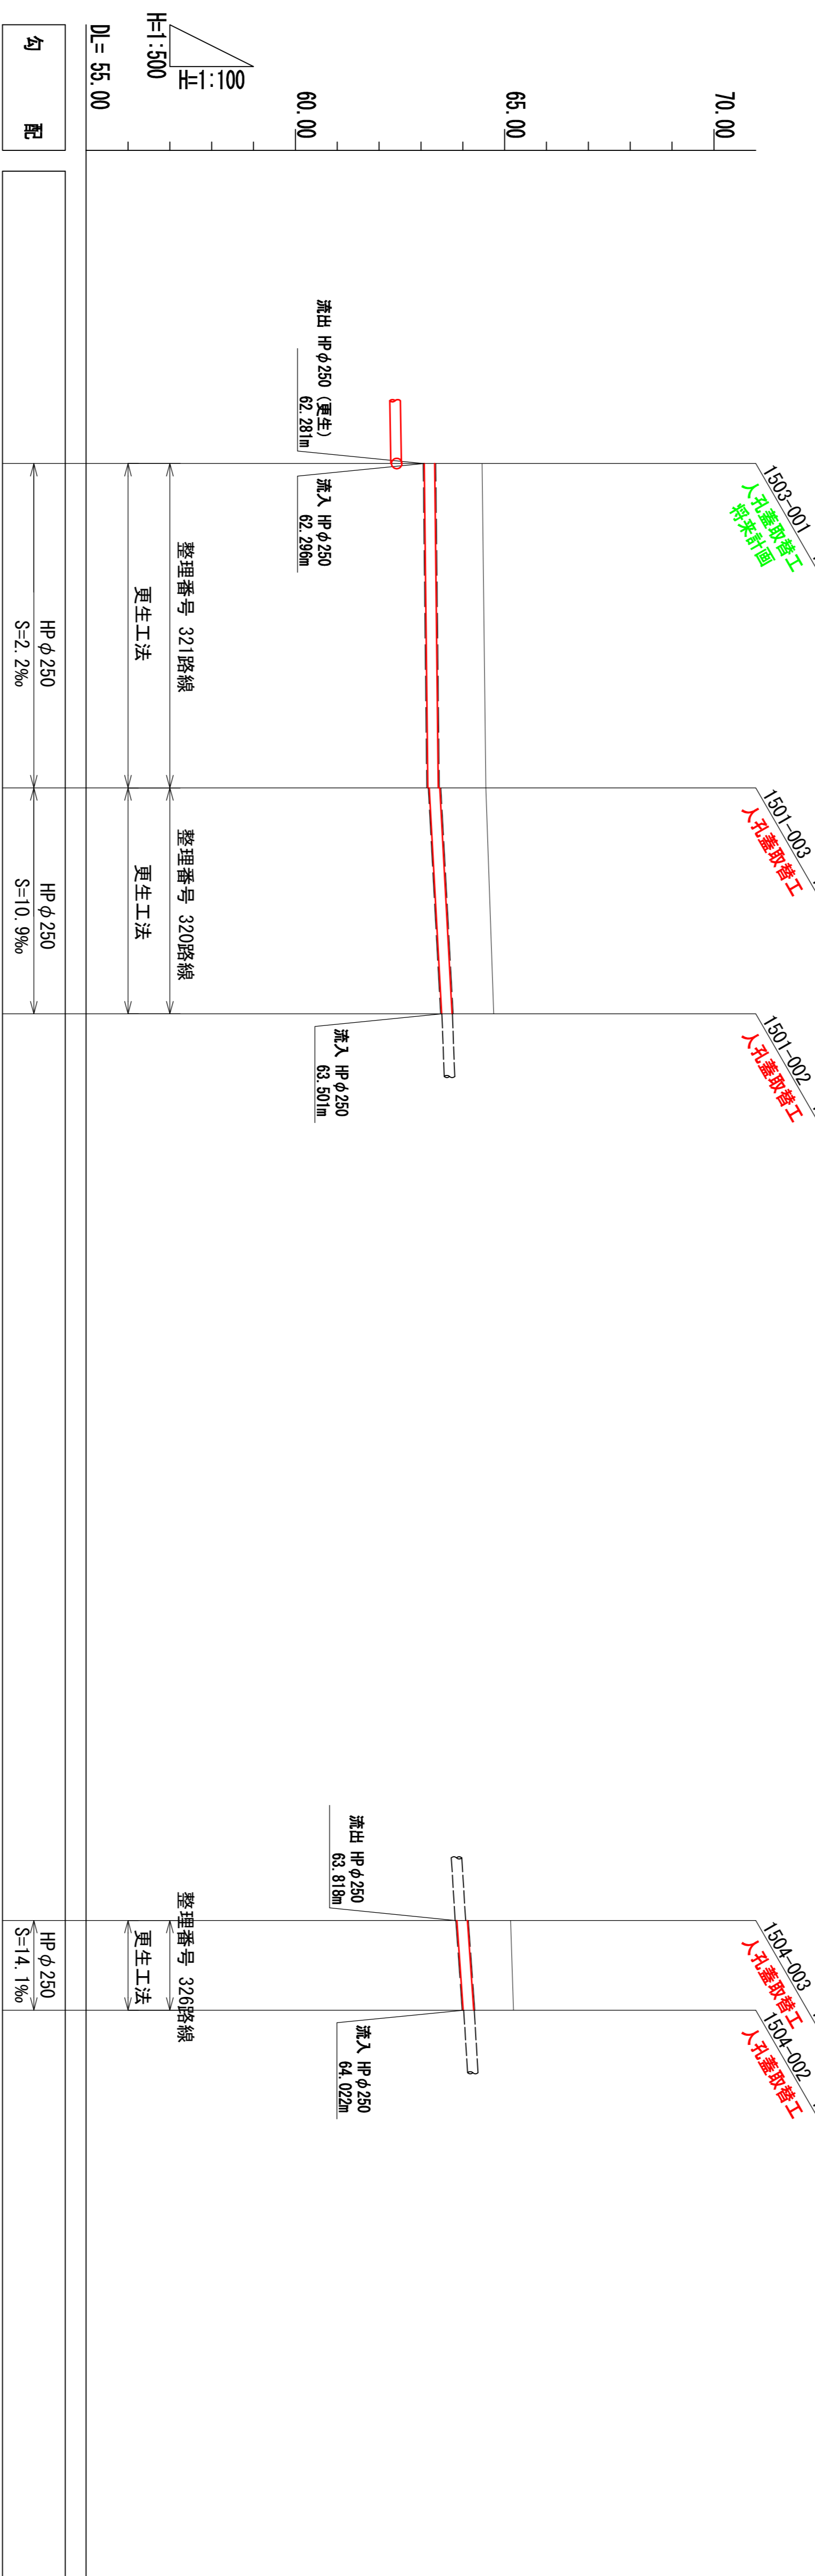 1503-001
人孔蓋取替工
将来計画
1501-003
人孔蓋取替工
1501-002
人孔蓋取替工
1504-003
人孔蓋取替工
1504-002
人孔蓋取替工
70.00
65.00
60.00
H=1:100
H=1:500
DL= 55.00
流出 HPφ250 (更生)
62.281m
流入 HPφ250
62.296m
流入 HPφ250
63.501m
流出 HPφ250
63.818m
流入 HPφ250
64.022m
整理番号 321路線
更生工法
整理番号 320路線
更生工法
整理番号 326路線
更生工法
勾 配
HPφ250
S=2.2‰
HPφ250
S=10.9‰
HPφ250
S=14.1‰